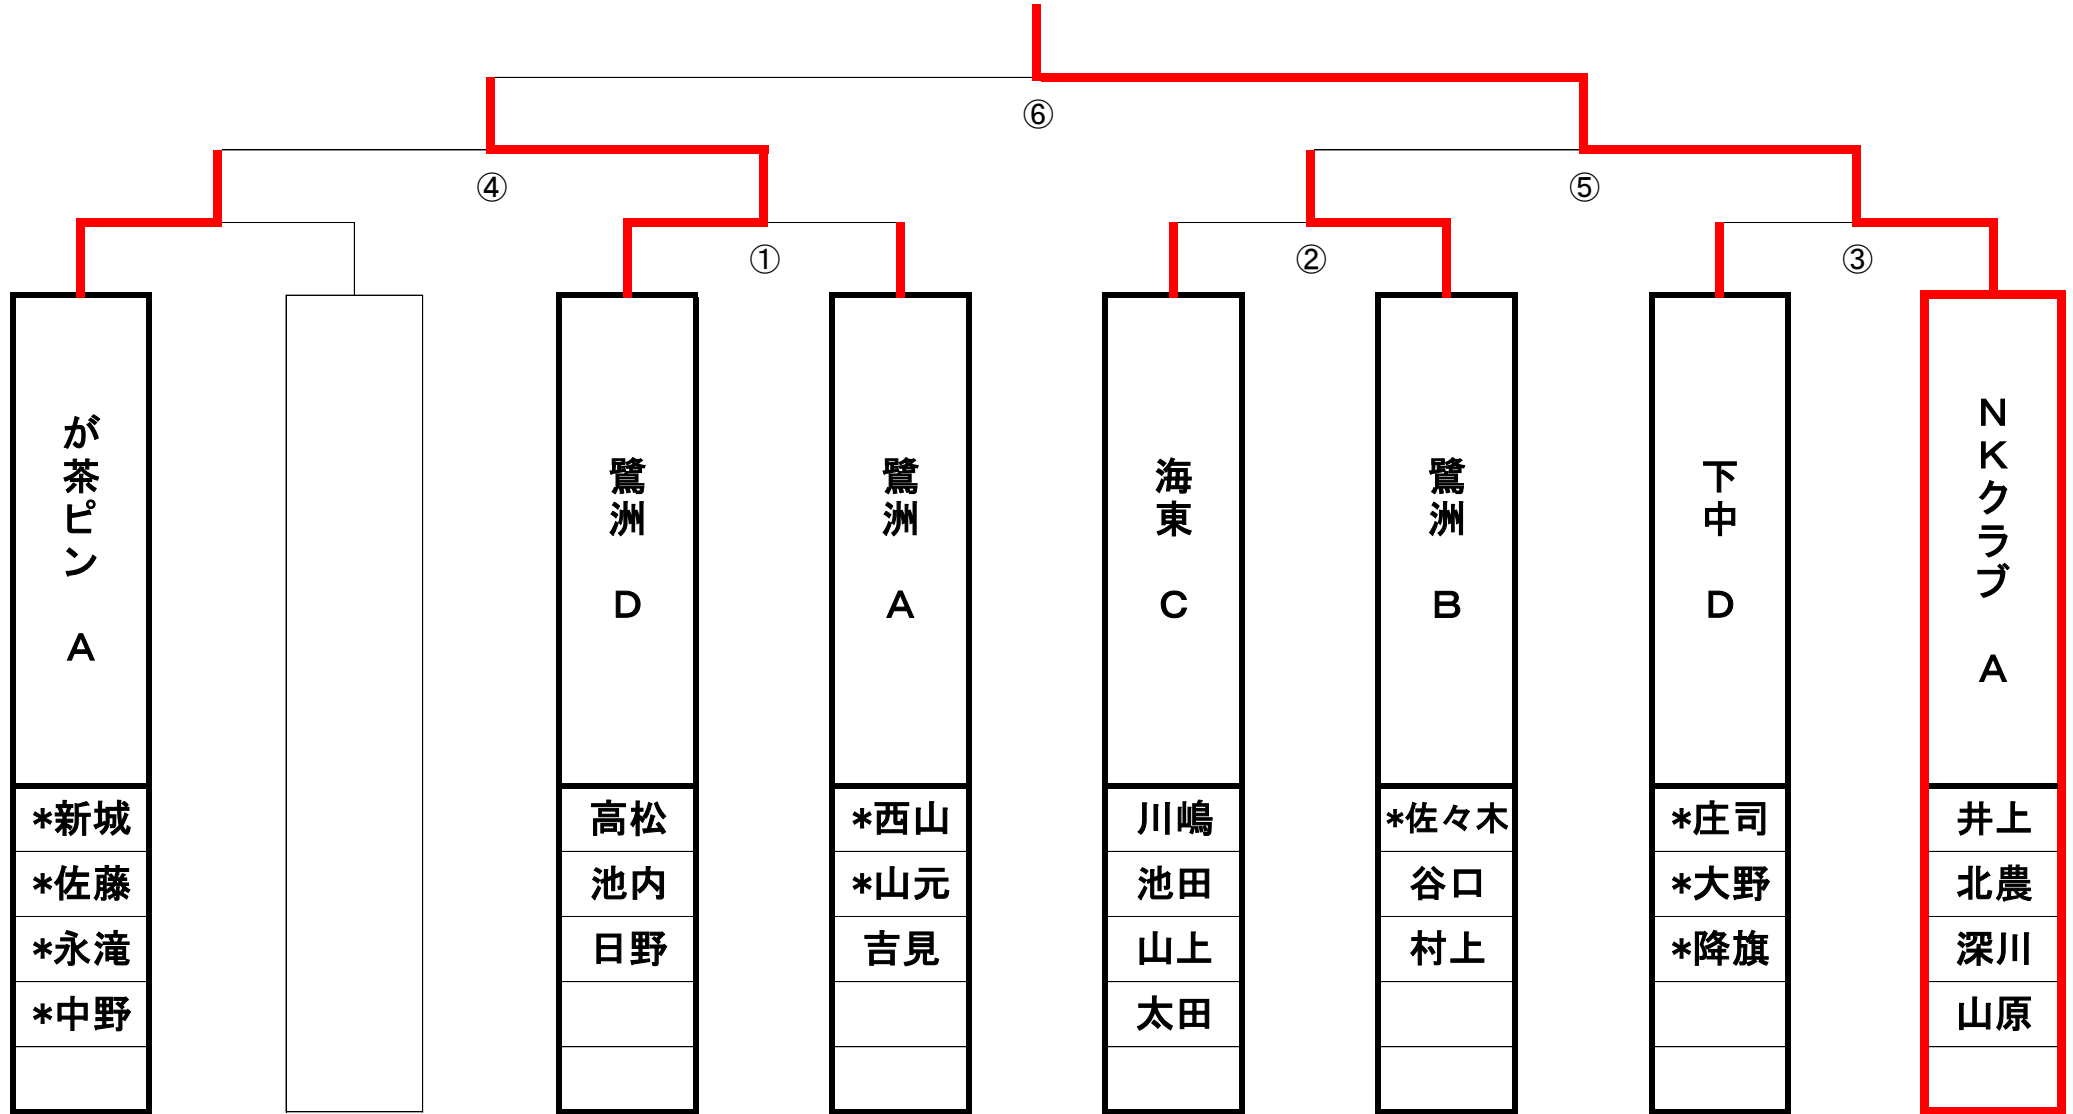 ⑥
④
⑤
①
②
③
が茶ピン A
鷺洲 D
鷺洲 A
海東 C
鷺洲 B
下中 D
NKクラブ A
*新城
*佐藤
*永滝
*中野
高松
池内
日野
*西山
*山元
吉見
川嶋
池田
山上
太田
*佐々木
谷口
村上
*庄司
*大野
*降旗
井上
北農
深川
山原